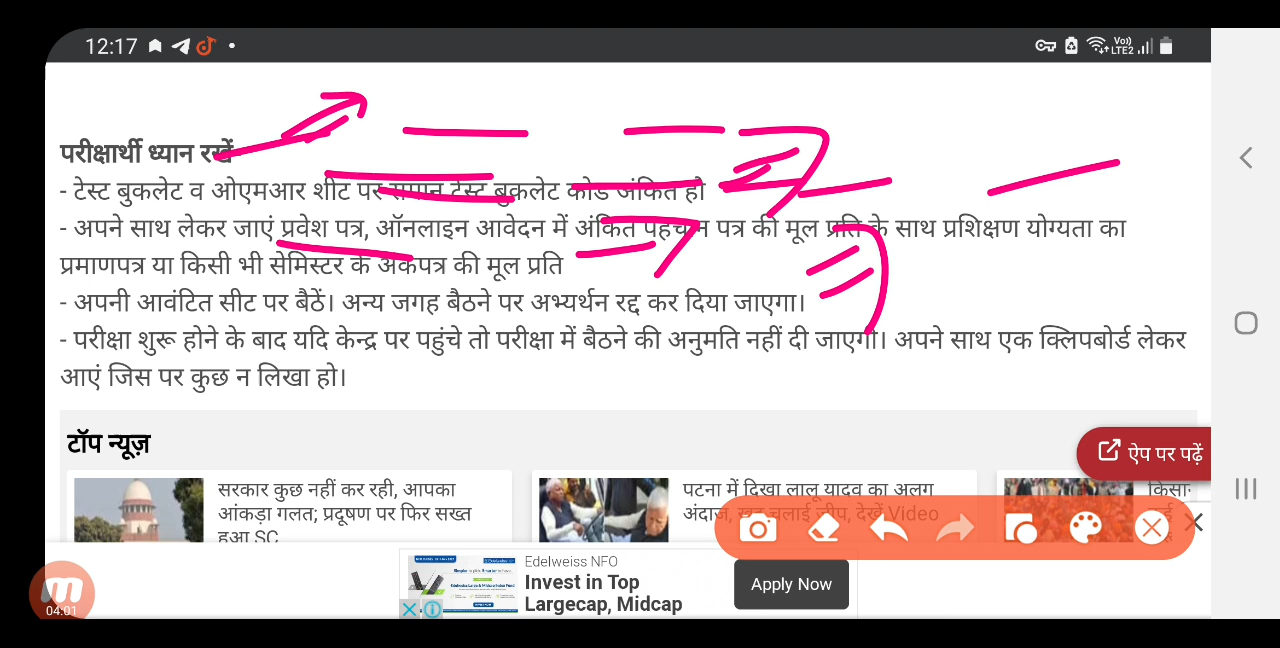 12:17
Vo))
LTE2
परीक्षार्थी ध्यान रखें
- टेस्ट बुकलेट व ओएमआर शीट पर समान टेस्ट बुकलेट कोड अंकित हो
- अपने साथ लेकर जाएं प्रवेश पत्र, ऑनलाइन आवेदन में अंकित पहचान पत्र की मूल प्रति के साथ प्रशिक्षण योग्यता का
प्रमाणपत्र या किसी भी सेमिस्टर के अंकपत्र की मूल प्रति
- अपनी आवंटित सीट पर बैठें। अन्य जगह बैठने पर अभ्यर्थन रद्द कर दिया जाएगा।
- परीक्षा शुरू होने के बाद यदि केन्द्र पर पहुंचे तो परीक्षा में बैठने की अनुमति नहीं दी जाएगी। अपने साथ एक क्लिपबोर्ड लेकर
आएं जिस पर कुछ न लिखा हो।
टॉप न्यूज़
ऐप पर पढ़ें
सरकार कुछ नहीं कर रही, आपका
आंकड़ा गलत; प्रदूषण पर फिर सख्त
हुआ SC
पटना में दिखा लालू यादव का अलग
अंदाज, खुद चलाई जीप, देखें Video
04:01
Edelweiss NFO
Invest in Top
Largecap, Midcap
Apply Now